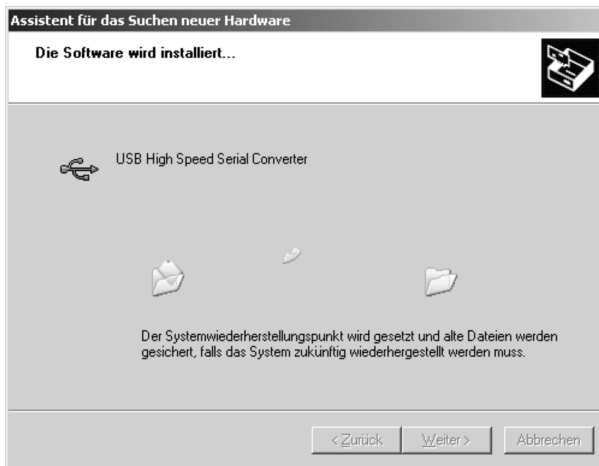 Assistent für das Suchen neuer Hardware
Die Software wird installiert...
USB High Speed Serial Converter
Der Systemwiederherstellungspunkt wird gesetzt und alte Dateien werden
gesichert, falls das System zukünftig wiederhergestellt werden muss.
< Zurück Weiter > Abbrechen